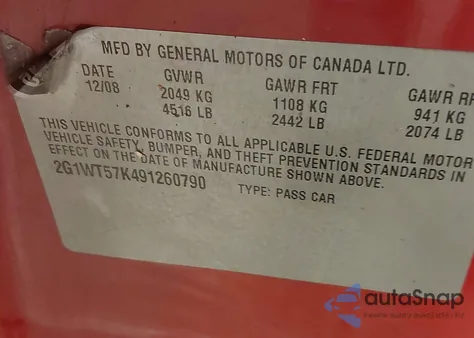 MFD BY GENERAL MOTORS OF CANADA LTD.
DATE GVWR GAWR FRT GAWR RR
12/08 2049 KG 1108 KG 941 KG
4516 LB 2442 LB 2074 LB
THIS VEHICLE CONFORMS TO ALL APPLICABLE U.S. FEDERAL MOTOR
VEHICLE SAFETY, BUMPER, AND THEFT PREVENTION STANDARDS IN
EFFECT ON THE DATE OF MANUFACTURE SHOWN ABOVE.
2G1WT57K491260790 TYPE: PASS CAR
autoSnap